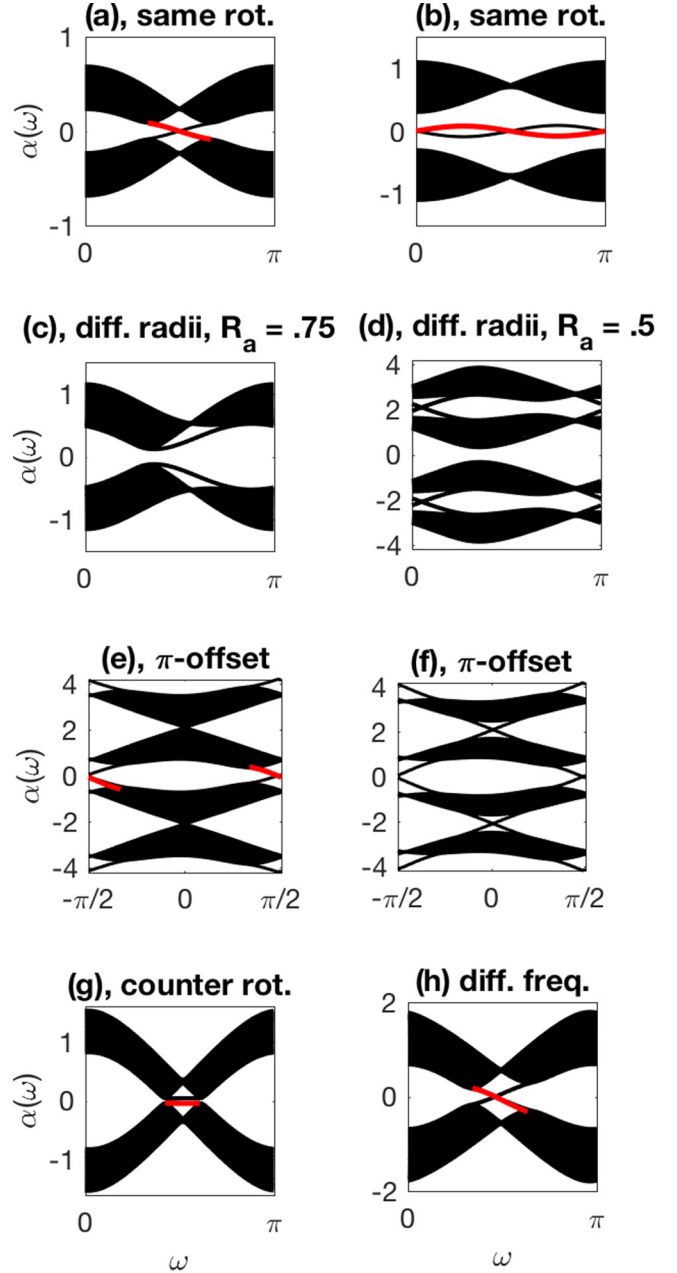 (a), same rot.
(b), same rot.
1
0
-1
α(ω)
0
π
1
0
-1
0
π
(c), diff. radii, R_a = .75
(d), diff. radii, R_a = .5
1
0
-1
α(ω)
0
π
4
2
0
-2
-4
0
π
(e), π-offset
(f), π-offset
4
2
0
-2
-4
α(ω)
-π/2
0
π/2
4
2
0
-2
-4
-π/2
0
π/2
(g), counter rot.
(h) diff. freq.
1
0
-1
α(ω)
0
π
ω
2
0
-2
0
π
ω